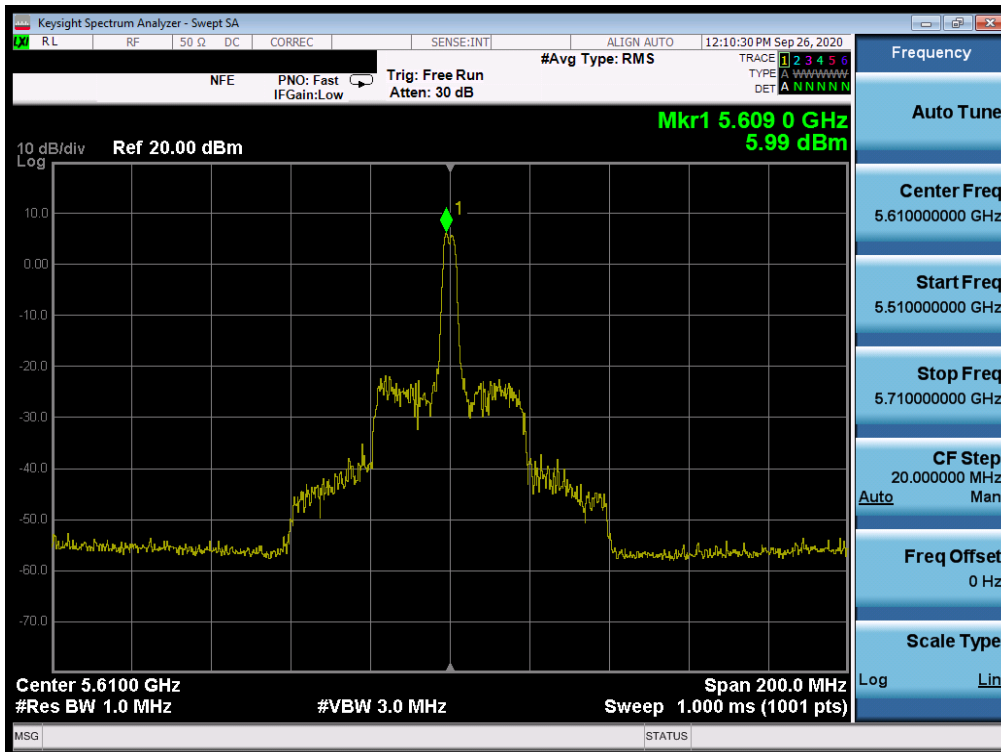 Keysight Spectrum Analyzer - Swept SA
LXI RL RF 50 Ω DC CORREC SENSE:INT ALIGN AUTO 12:10:30 PM Sep 26, 2020
#Avg Type: RMS
TRACE 1 2 3 4 5 6
NFE PNO: Fast Trig: Free Run TYPE A WWWWW
IFGain:Low Atten: 30 dB DET A N N N N N
Mkr1 5.609 0 GHz
5.99 dBm
10 dB/div Ref 20.00 dBm
Log
1
10.0
0.00
-10.0
-20.0
-30.0
-40.0
-50.0
-60.0
-70.0
Center 5.6100 GHz Span 200.0 MHz
#Res BW 1.0 MHz #VBW 3.0 MHz Sweep 1.000 ms (1001 pts)
MSG STATUS
Frequency
Auto Tune
Center Freq
5.610000000 GHz
Start Freq
5.510000000 GHz
Stop Freq
5.710000000 GHz
CF Step
20.000000 MHz
Auto Man
Freq Offset
0 Hz
Scale Type
Log Lin